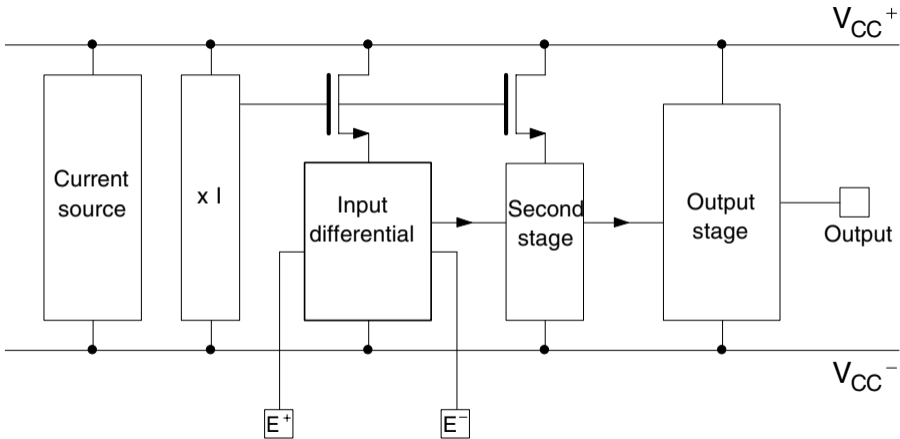 VCC+
Current
source
x I
Input
differential
Second
stage
Output
stage
Output
VCC−
E+
E−